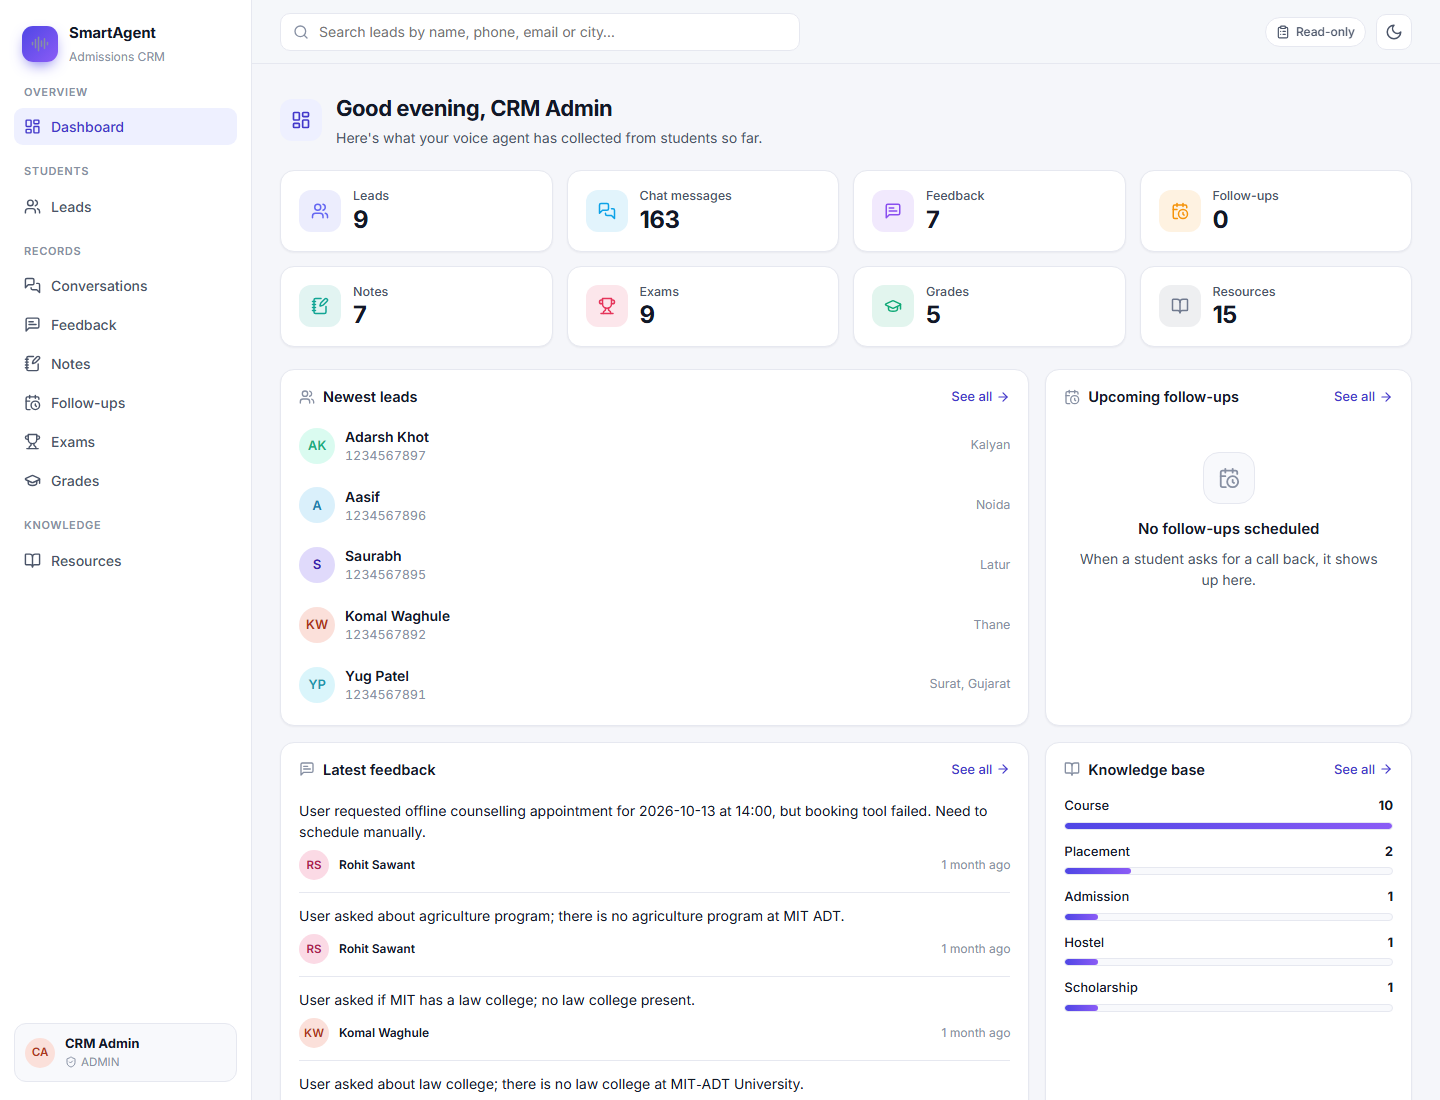 SmartAgent
Admissions CRM
OVERVIEW
Dashboard
STUDENTS
Leads
RECORDS
Conversations
Feedback
Notes
Follow-ups
Exams
Grades
KNOWLEDGE
Resources
CA
CRM Admin
ADMIN
Search leads by name, phone, email or city...
Read-only
Good evening, CRM Admin
Here's what your voice agent has collected from students so far.
Leads
9
Chat messages
163
Feedback
7
Follow-ups
0
Notes
7
Exams
9
Grades
5
Resources
15
Newest leads
See all
AK
Adarsh Khot
1234567897
Kalyan
A
Aasif
1234567896
Noida
S
Saurabh
1234567895
Latur
KW
Komal Waghule
1234567892
Thane
YP
Yug Patel
1234567891
Surat, Gujarat
Upcoming follow-ups
See all
No follow-ups scheduled
When a student asks for a call back, it shows
up here.
Latest feedback
See all
User requested offline counselling appointment for 2026-10-13 at 14:00, but booking tool failed. Need to
schedule manually.
RS
Rohit Sawant
1 month ago
User asked about agriculture program; there is no agriculture program at MIT ADT.
RS
Rohit Sawant
1 month ago
User asked if MIT has a law college; no law college present.
KW
Komal Waghule
1 month ago
User asked about law college; there is no law college at MIT-ADT University.
Knowledge base
See all
Course
10
Placement
2
Admission
1
Hostel
1
Scholarship
1